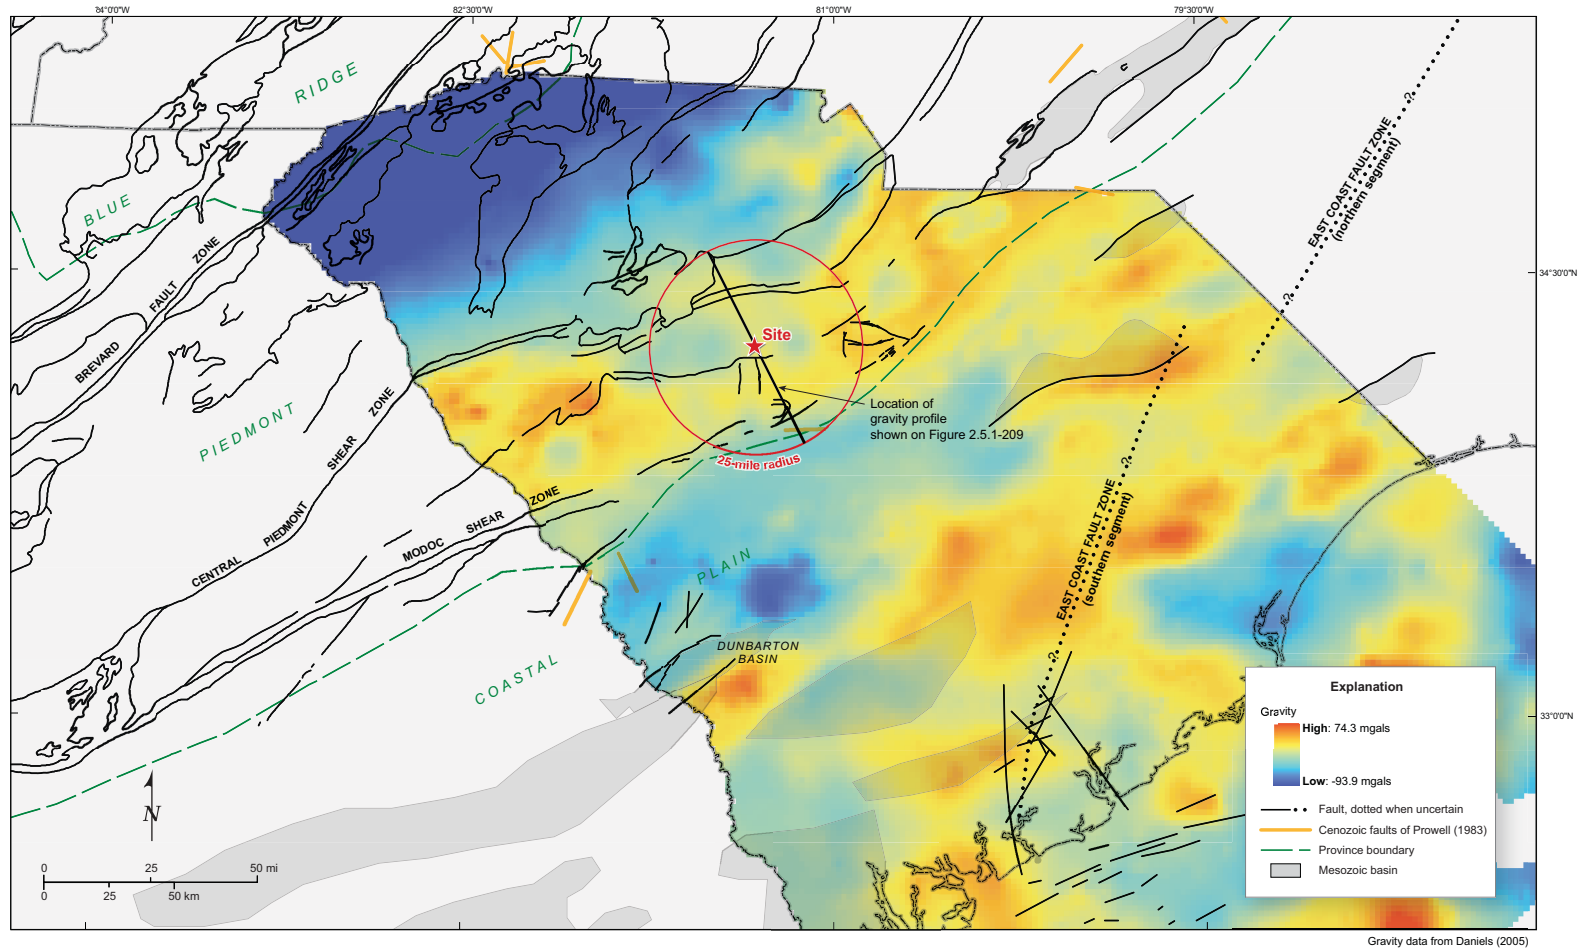 84°0'0"W
82°30'0"W
81°0'0"W
79°30'0"W
RIDGE
BLUE
BREVARD FAULT ZONE
PIEDMONT
CENTRAL PIEDMONT SHEAR ZONE
MODOC SHEAR ZONE
COASTAL
PLAIN
Site
25-mile radius
Location of
gravity profile
shown on Figure 2.5.1-209
DUNBARTON
BASIN
EAST COAST FAULT ZONE
(northern segment)
?
?
EAST COAST FAULT ZONE
(southern segment)
?
?
34°30'0"N
33°0'0"N
N
0 25 50 mi
0 25 50 km
Explanation
Gravity
High: 74.3 mgals
Low: -93.9 mgals
Fault, dotted when uncertain
Cenozoic faults of Prowell (1983)
Province boundary
Mesozoic basin
Gravity data from Daniels (2005)